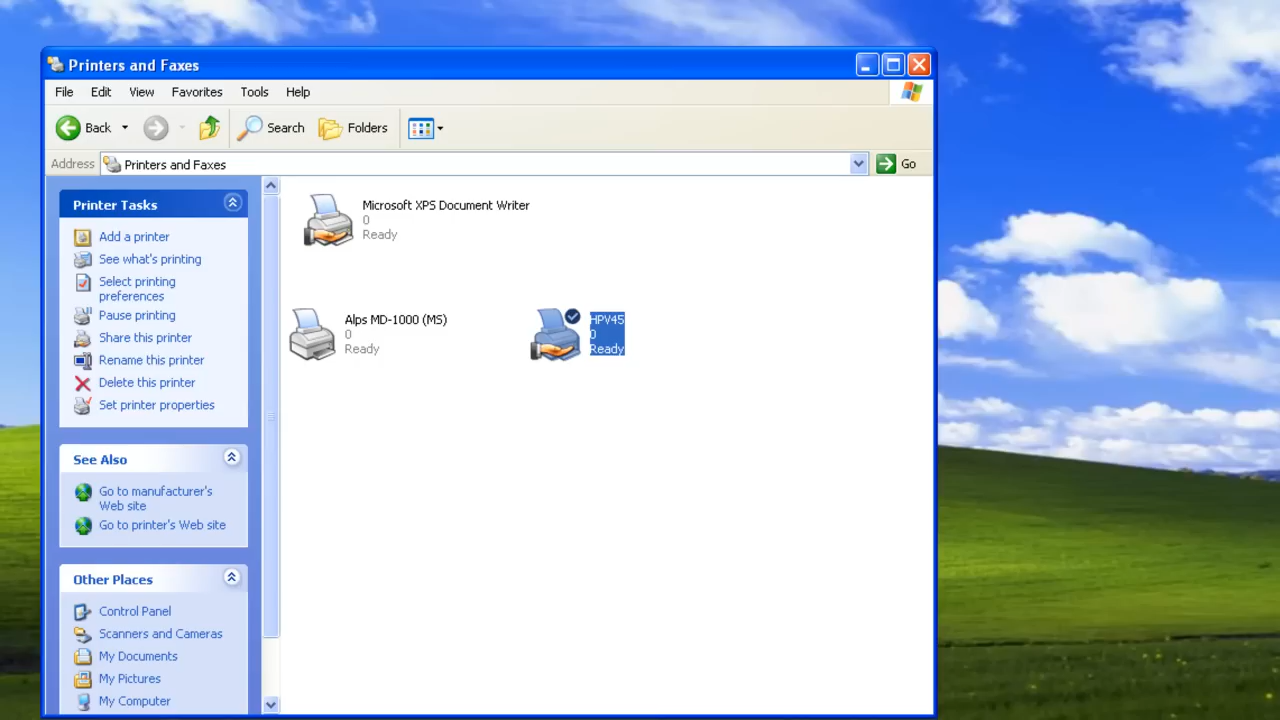 Printers and Faxes
File Edit View Favorites Tools Help
Back Search Folders
Address Printers and Faxes Go
Printer Tasks
Add a printer
See what's printing
Select printing
preferences
Pause printing
Share this printer
Rename this printer
Delete this printer
Set printer properties
See Also
Go to manufacturer's
Web site
Go to printer's Web site
Other Places
Control Panel
Scanners and Cameras
My Documents
My Pictures
My Computer
Microsoft XPS Document Writer
0
Ready
Alps MD-1000 (MS)
0
Ready
HPV45
0
Ready